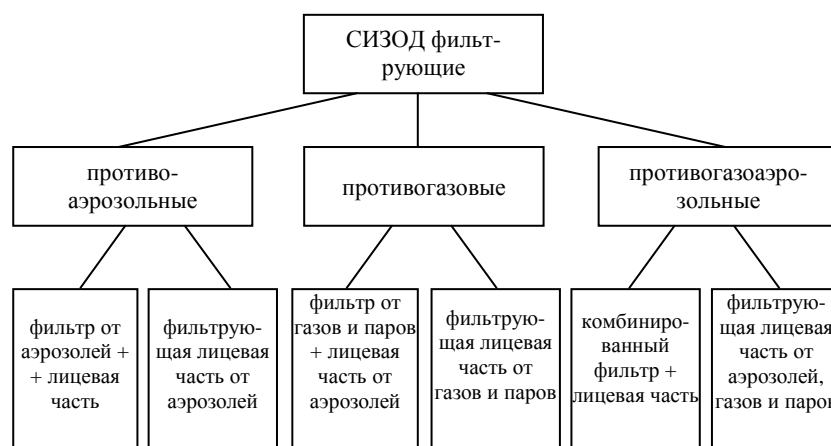 СИЗОД фильт-
рующие
противо-
аэрозольные
противогазовые
противогазоаэро-
зольные
фильтр от
аэрозолей +
+ лицевая
часть
фильтрую-
щая лицевая
часть от
аэрозолей
фильтр от
газов и паров
+ лицевая
часть от
аэрозолей
фильтрую-
щая лицевая
часть от
газов и паров
комбиниро-
ванный
фильтр +
лицевая часть
фильтрующая
лицевая часть
от
аэрозолей,
газов и паров